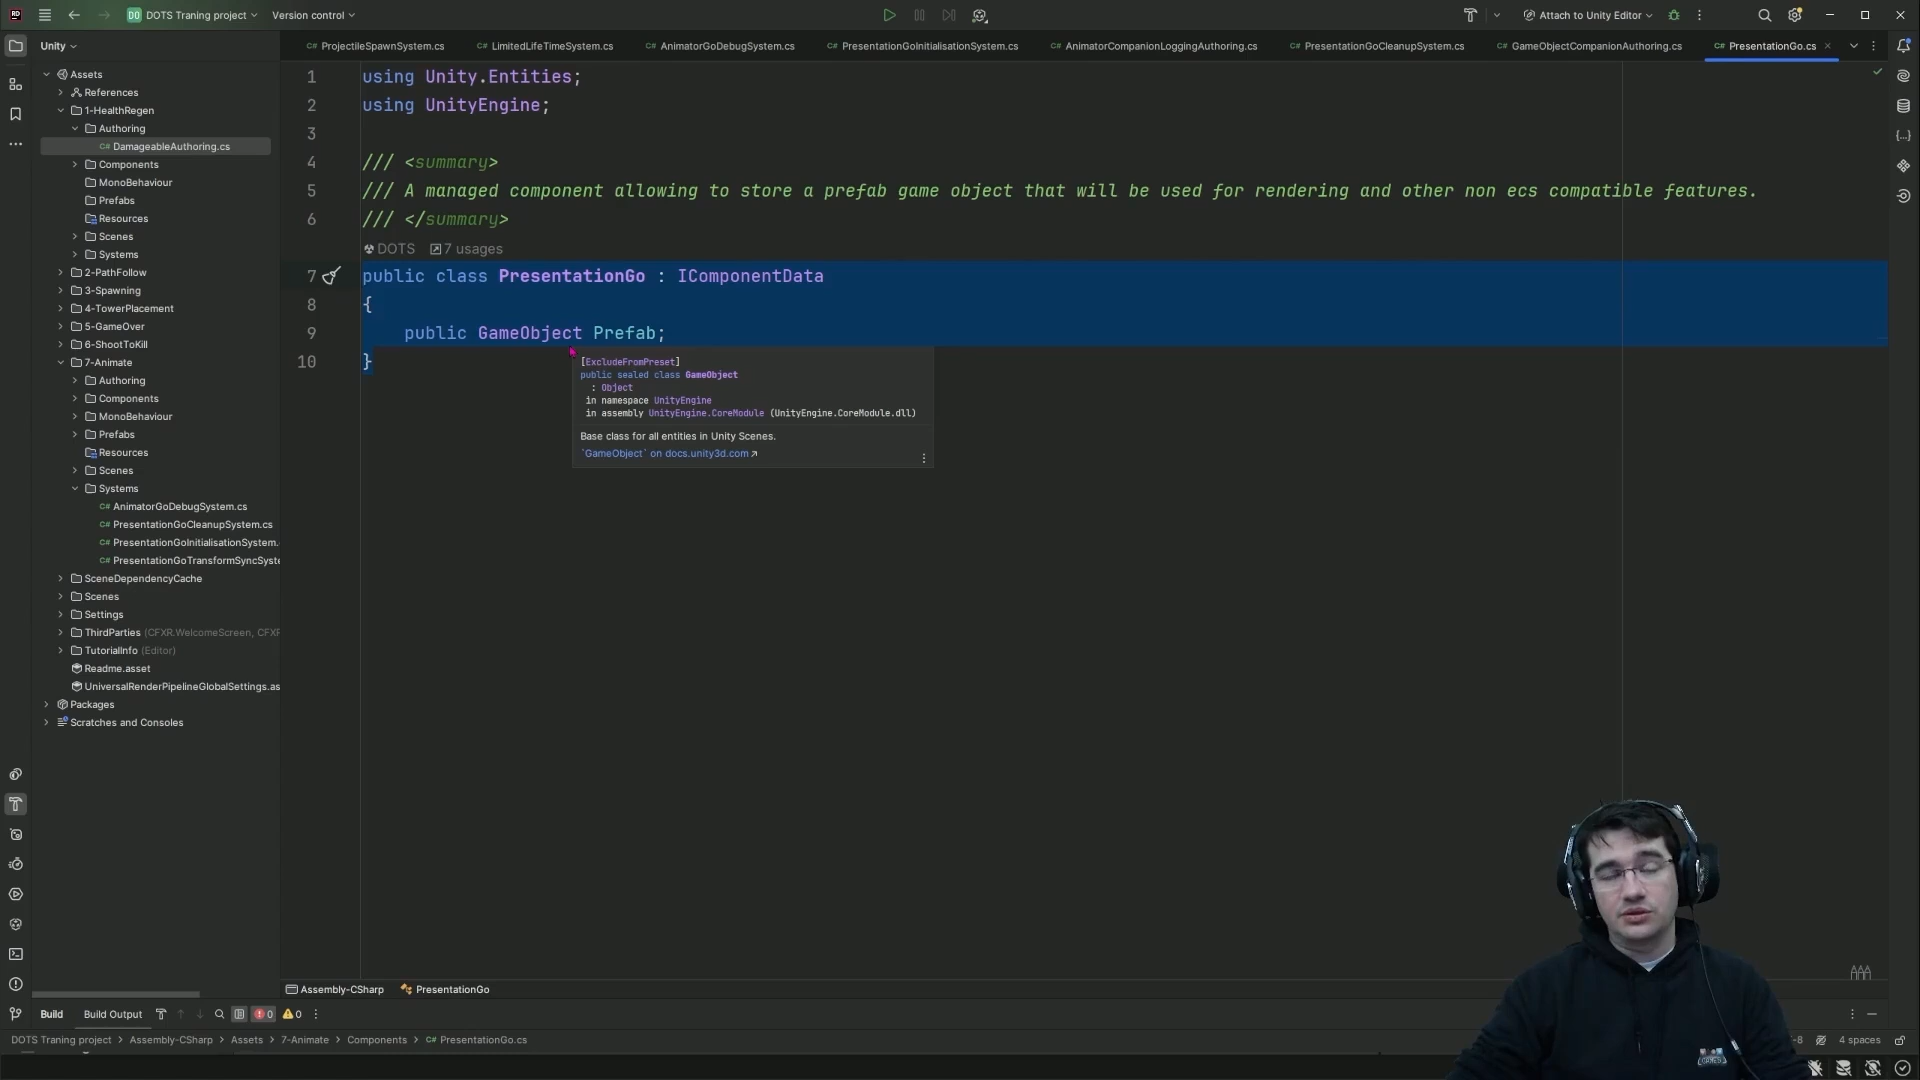 DO DOTS Traning project
Version control
Attach to Unity Editor
Unity
C# ProjectileSpawnSystem.cs
C# LimitedLifeTimeSystem.cs
C# AnimatorGoDebugSystem.cs
C# PresentationGoInitialisationSystem.cs
C# AnimatorCompanionLoggingAuthoring.cs
C# PresentationGoCleanupSystem.cs
C# GameObjectCompanionAuthoring.cs
C# PresentationGo.cs
Assets
References
1-HealthRegen
Authoring
C# DamageableAuthoring.cs
Components
MonoBehaviour
Prefabs
Resources
Scenes
Systems
2-PathFollow
3-Spawning
4-TowerPlacement
5-GameOver
6-ShootToKill
7-Animate
Authoring
Components
MonoBehaviour
Prefabs
Resources
Scenes
Systems
C# AnimatorGoDebugSystem.cs
C# PresentationGoCleanupSystem.cs
C# PresentationGoInitialisationSystem.
C# PresentationGoTransformSyncSyste
SceneDependencyCache
Scenes
Settings
ThirdParties (CFXR.WelcomeScreen, CFXR
TutorialInfo (Editor)
Readme.asset
UniversalRenderPipelineGlobalSettings.as
Packages
Scratches and Consoles
1 using Unity.Entities;
2 using UnityEngine;
3
4 /// <summary>
5 /// A managed component allowing to store a prefab game object that will be used for rendering and other non ecs compatible features.
6 /// </summary>
DOTS 7 usages
7 public class PresentationGo : IComponentData
8 {
9 public GameObject Prefab;
10 }
[ExcludeFromPreset]
public sealed class GameObject
: Object
in namespace UnityEngine
in assembly UnityEngine.CoreModule (UnityEngine.CoreModule.dll)
Base class for all entities in Unity Scenes.
`GameObject` on docs.unity3d.com
Assembly-CSharp PresentationGo
Build Build Output 0 0
DOTS Traning project > Assembly-CSharp > Assets > 7-Animate > Components > C# PresentationGo.cs
-8 4 spaces